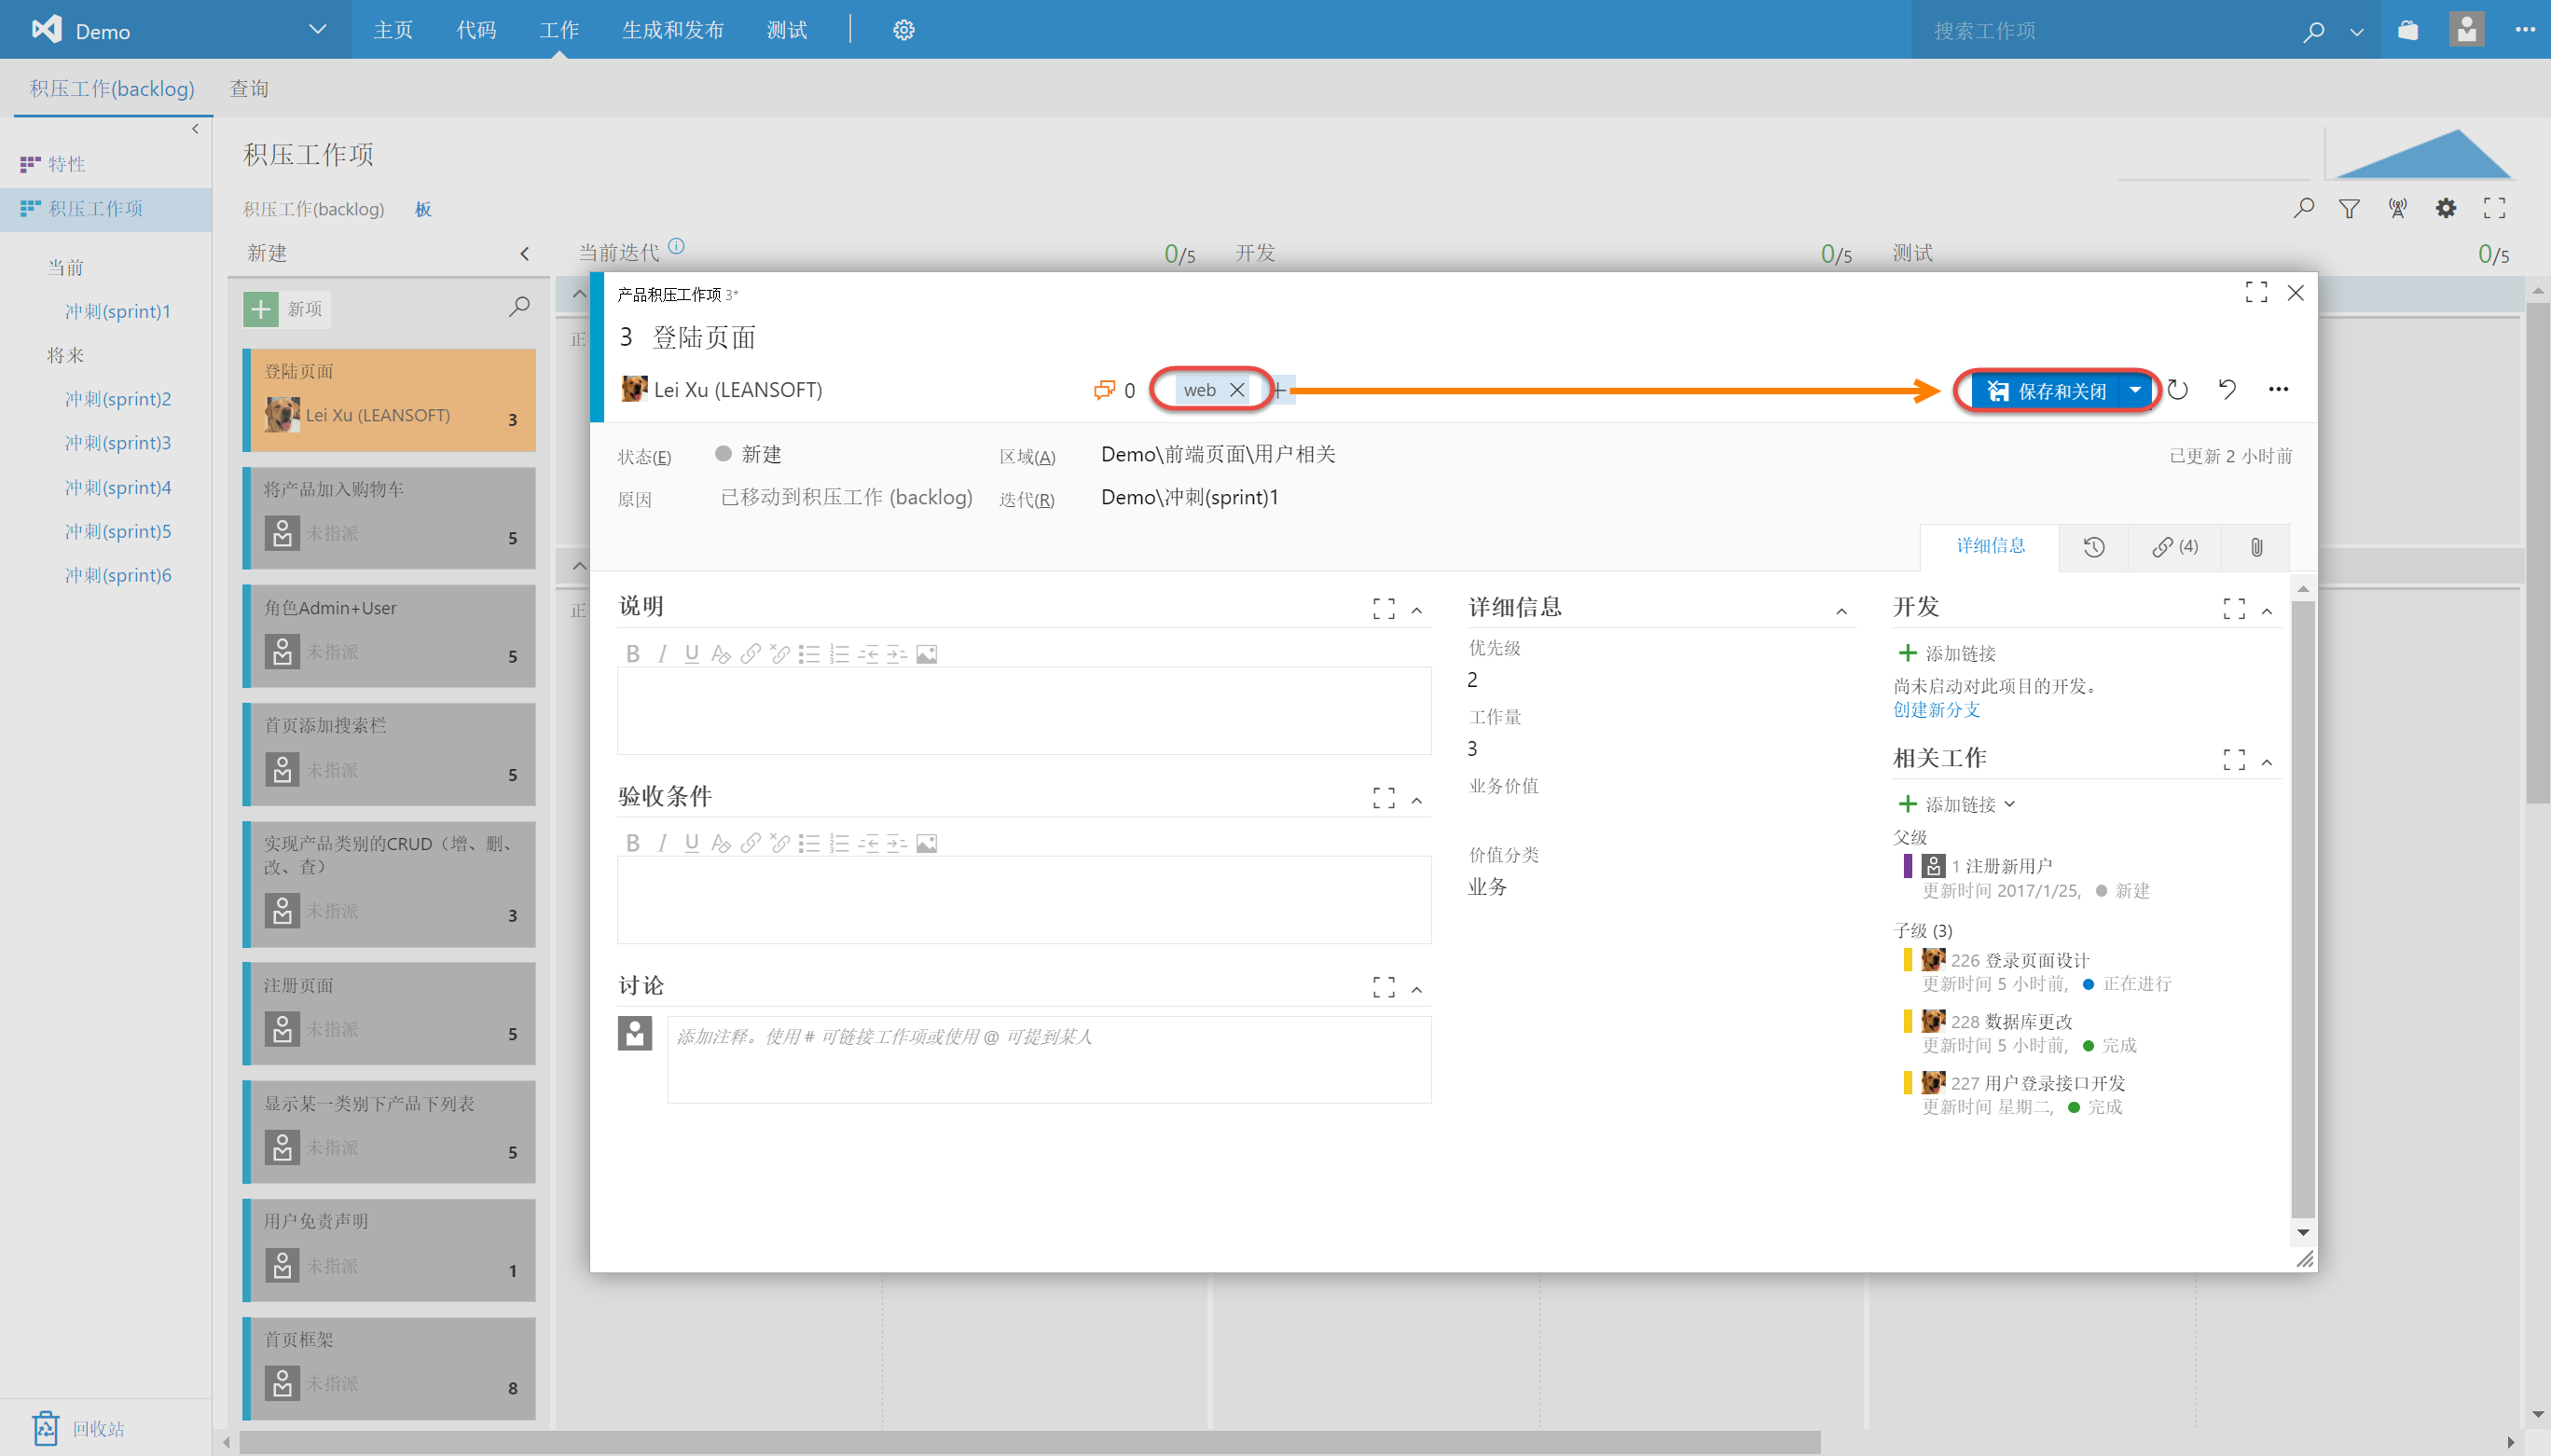 Demo
主页 代码 工作 生成和发布 测试
搜索工作项
积压工作(backlog) 查询
特性
积压工作项
当前
冲刺(sprint)1
将来
冲刺(sprint)2
冲刺(sprint)3
冲刺(sprint)4
冲刺(sprint)5
冲刺(sprint)6
回收站
积压工作项
积压工作(backlog) 板
新建
当前迭代 0/5
开发 0/5
测试 0/5
新项
登陆页面
Lei Xu (LEANSOFT) 3
将产品加入购物车
未指派 5
角色Admin+User
未指派 5
首页添加搜索栏
未指派 5
实现产品类别的CRUD（增、删、
改、查）
未指派 3
注册页面
未指派 5
显示某一类别下产品下列表
未指派 5
用户免责声明
未指派 1
首页框架
未指派 8
正
正
产品积压工作项 3*
3 登陆页面
Lei Xu (LEANSOFT) 0 web 保存和关闭
状态(E) 新建 区域(A) Demo\前端页面\用户相关 已更新 2 小时前
原因 已移动到积压工作 (backlog) 迭代(R) Demo\冲刺(sprint)1
详细信息 (4)
说明
B I U
验收条件
B I U
讨论
添加注释。使用 # 可链接工作项或使用 @ 可提到某人
详细信息
优先级
2
工作量
3
业务价值
价值分类
业务
开发
添加链接
尚未启动对此项目的开发。
创建新分支
相关工作
添加链接
父级
1 注册新用户
更新时间 2017/1/25, 新建
子级 (3)
226 登录页面设计
更新时间 5 小时前, 正在进行
228 数据库更改
更新时间 5 小时前, 完成
227 用户登录接口开发
更新时间 星期二, 完成